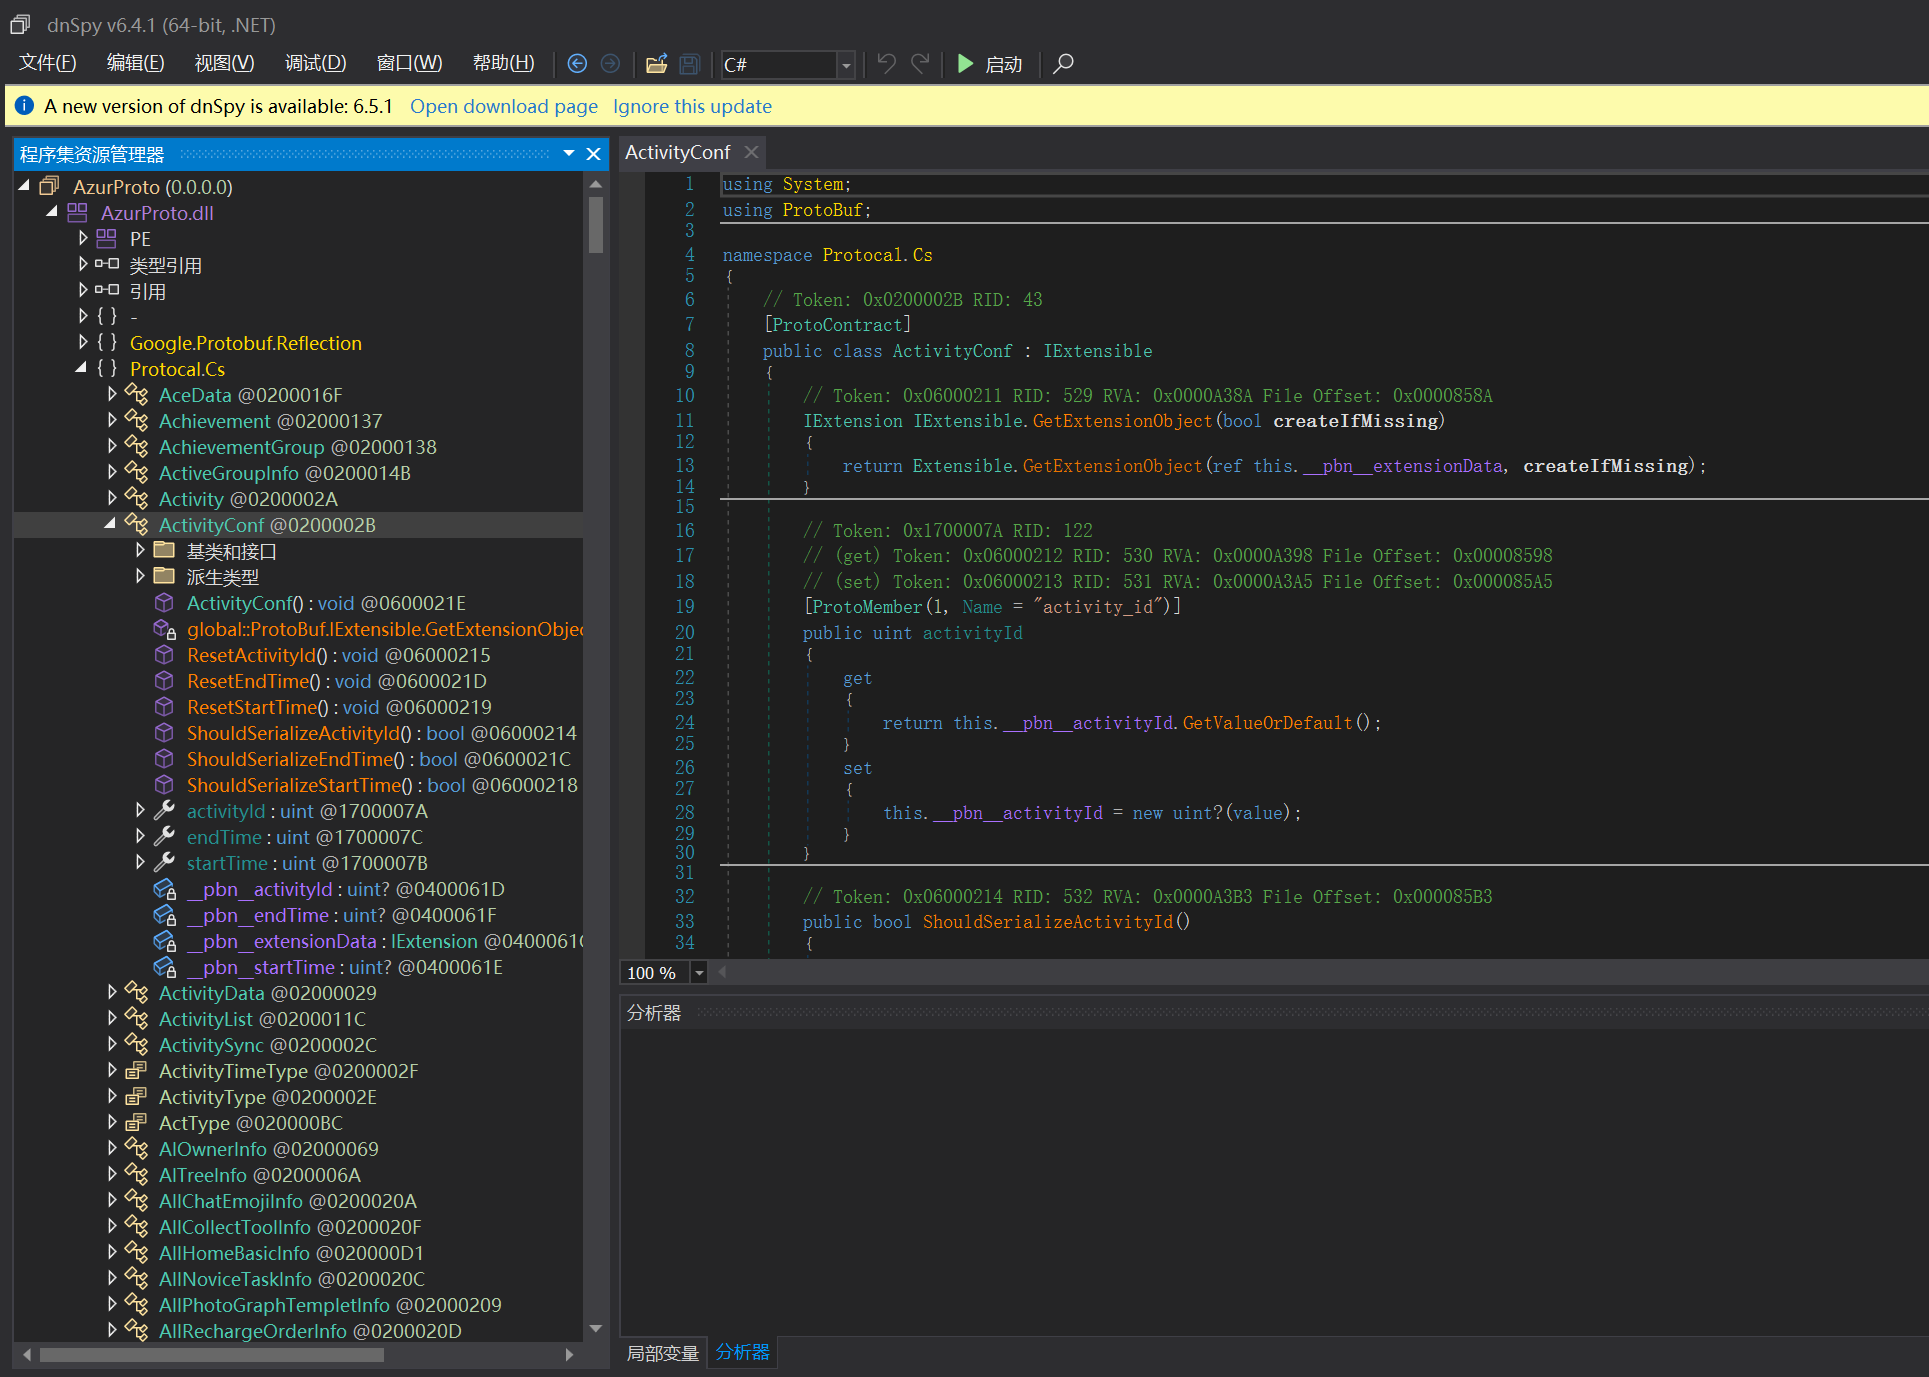 dnSpy v6.4.1 (64-bit, .NET)
文件(F) 编辑(E) 视图(V) 调试(D) 窗口(W) 帮助(H) C# 启动
A new version of dnSpy is available: 6.5.1 Open download page Ignore this update
程序集资源管理器
AzurProto (0.0.0.0)
AzurProto.dll
PE
类型引用
引用
{ } -
{ } Google.Protobuf.Reflection
{ } Protocal.Cs
AceData @0200016F
Achievement @02000137
AchievementGroup @02000138
ActiveGroupInfo @0200014B
Activity @0200002A
ActivityConf @0200002B
基类和接口
派生类型
ActivityConf() : void @0600021E
global::ProtoBuf.IExtensible.GetExtensionObjec
ResetActivityId() : void @06000215
ResetEndTime() : void @0600021D
ResetStartTime() : void @06000219
ShouldSerializeActivityId() : bool @06000214
ShouldSerializeEndTime() : bool @0600021C
ShouldSerializeStartTime() : bool @06000218
activityId : uint @1700007A
endTime : uint @1700007C
startTime : uint @1700007B
__pbn__activityId : uint? @0400061D
__pbn__endTime : uint? @0400061F
__pbn__extensionData : IExtension @0400061C
__pbn__startTime : uint? @0400061E
ActivityData @02000029
ActivityList @0200011C
ActivitySync @0200002C
ActivityTimeType @0200002F
ActivityType @0200002E
ActType @020000BC
AIOwnerInfo @02000069
AITreeInfo @0200006A
AllChatEmojiInfo @0200020A
AllCollectToolInfo @0200020F
AllHomeBasicInfo @020000D1
AllNoviceTaskInfo @0200020C
AllPhotoGraphTempletInfo @02000209
AllRechargeOrderInfo @0200020D
ActivityConf
1 using System;
2 using ProtoBuf;
3
4 namespace Protocal.Cs
5 {
6 // Token: 0x0200002B RID: 43
7 [ProtoContract]
8 public class ActivityConf : IExtensible
9 {
10 // Token: 0x06000211 RID: 529 RVA: 0x0000A38A File Offset: 0x0000858A
11 IExtension IExtensible.GetExtensionObject(bool createIfMissing)
12 {
13 return Extensible.GetExtensionObject(ref this.__pbn__extensionData, createIfMissing);
14 }
15
16 // Token: 0x1700007A RID: 122
17 // (get) Token: 0x06000212 RID: 530 RVA: 0x0000A398 File Offset: 0x00008598
18 // (set) Token: 0x06000213 RID: 531 RVA: 0x0000A3A5 File Offset: 0x000085A5
19 [ProtoMember(1, Name = "activity_id")]
20 public uint activityId
21 {
22 get
23 {
24 return this.__pbn__activityId.GetValueOrDefault();
25 }
26 set
27 {
28 this.__pbn__activityId = new uint?(value);
29 }
30 }
31
32 // Token: 0x06000214 RID: 532 RVA: 0x0000A3B3 File Offset: 0x000085B3
33 public bool ShouldSerializeActivityId()
34 {
100 %
分析器
局部变量 分析器